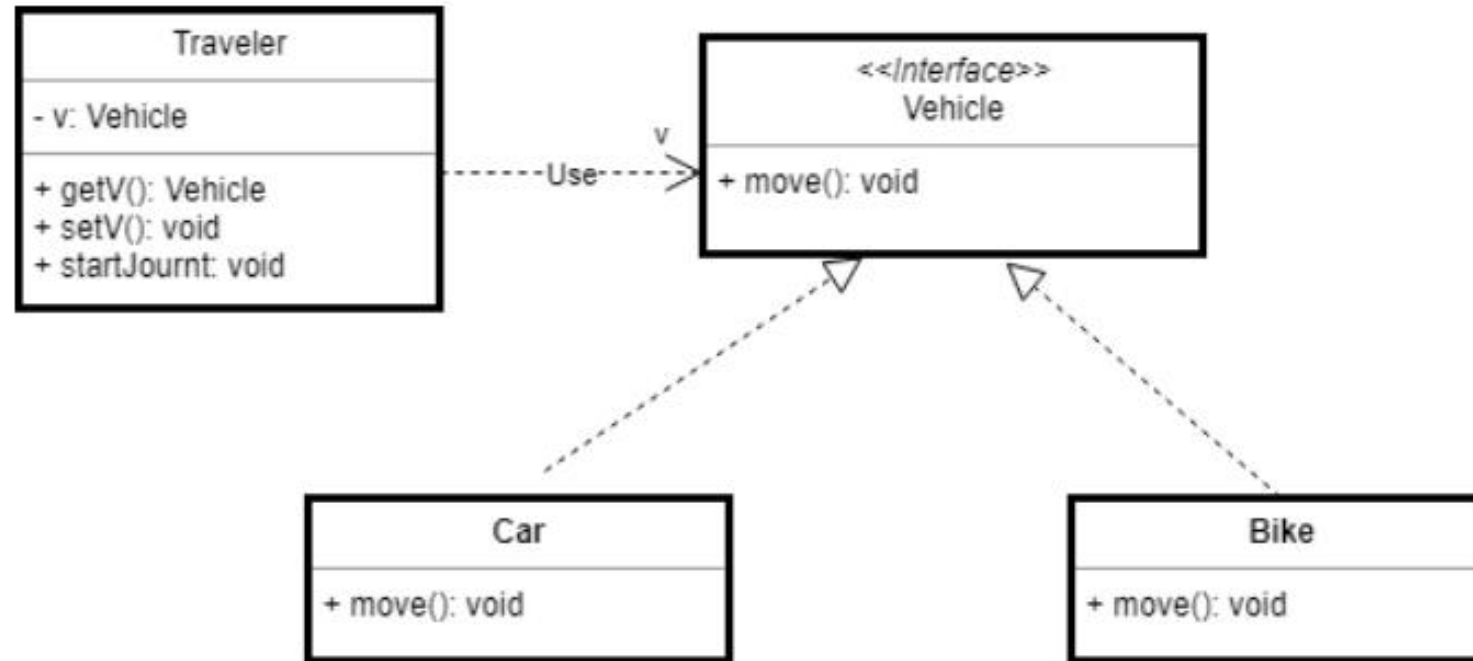 Traveler
- v: Vehicle
+ getV(): Vehicle
+ setV(): void
+ startJournt: void
Use
v
<<Interface>>
Vehicle
+ move(): void
Car
+ move(): void
Bike
+ move(): void